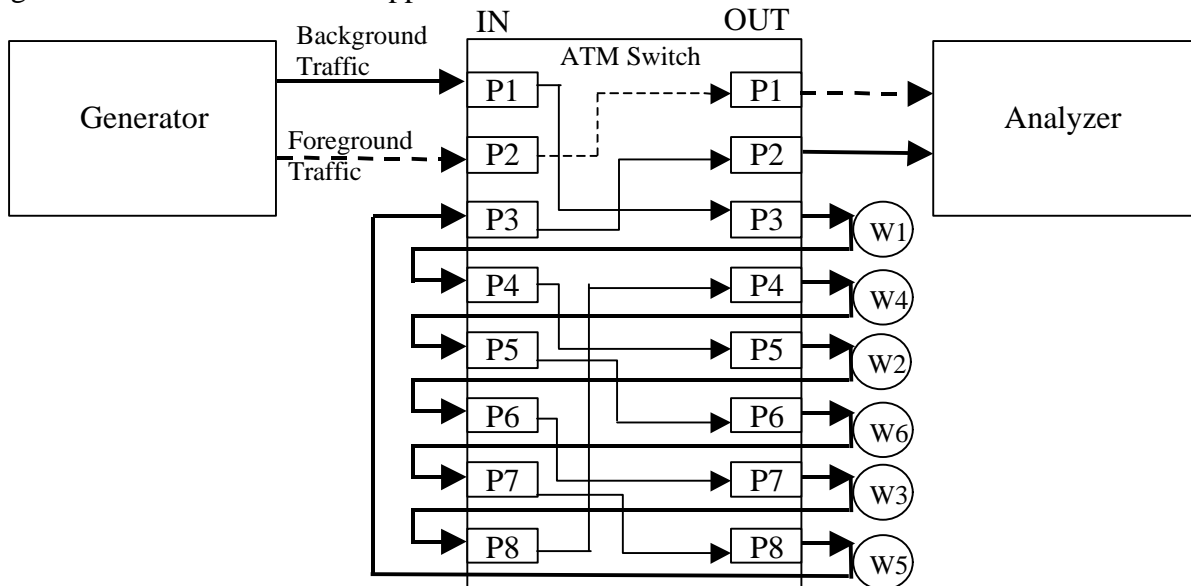 IN
OUT
Background
Traffic
ATM Switch
Generator
Foreground
Traffic
Analyzer
P1
P1
P2
P2
P3
P3
W1
P4
P4
W4
P5
P5
W2
P6
P6
W6
P7
P7
W3
P8
P8
W5